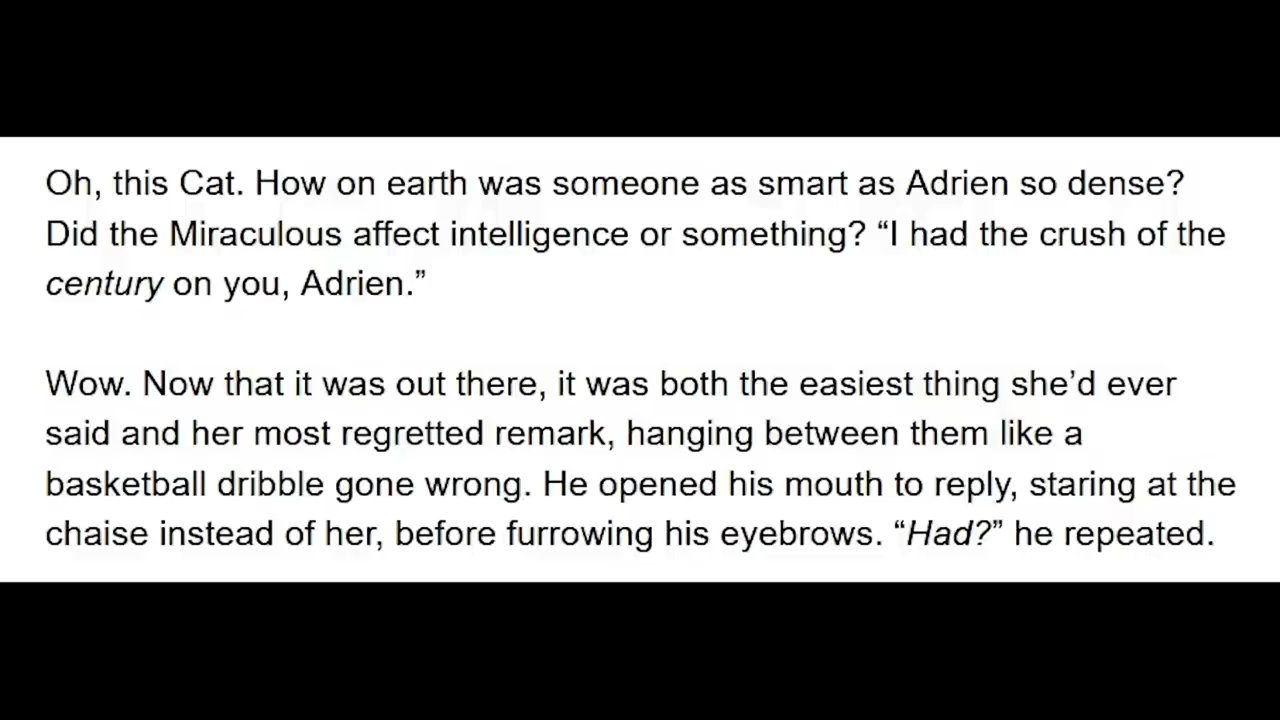 Oh, this Cat. How on earth was someone as smart as Adrien so dense?
Did the Miraculous affect intelligence or something? “I had the crush of the
century on you, Adrien.”
Wow. Now that it was out there, it was both the easiest thing she’d ever
said and her most regretted remark, hanging between them like a
basketball dribble gone wrong. He opened his mouth to reply, staring at the
chaise instead of her, before furrowing his eyebrows. “Had?” he repeated.